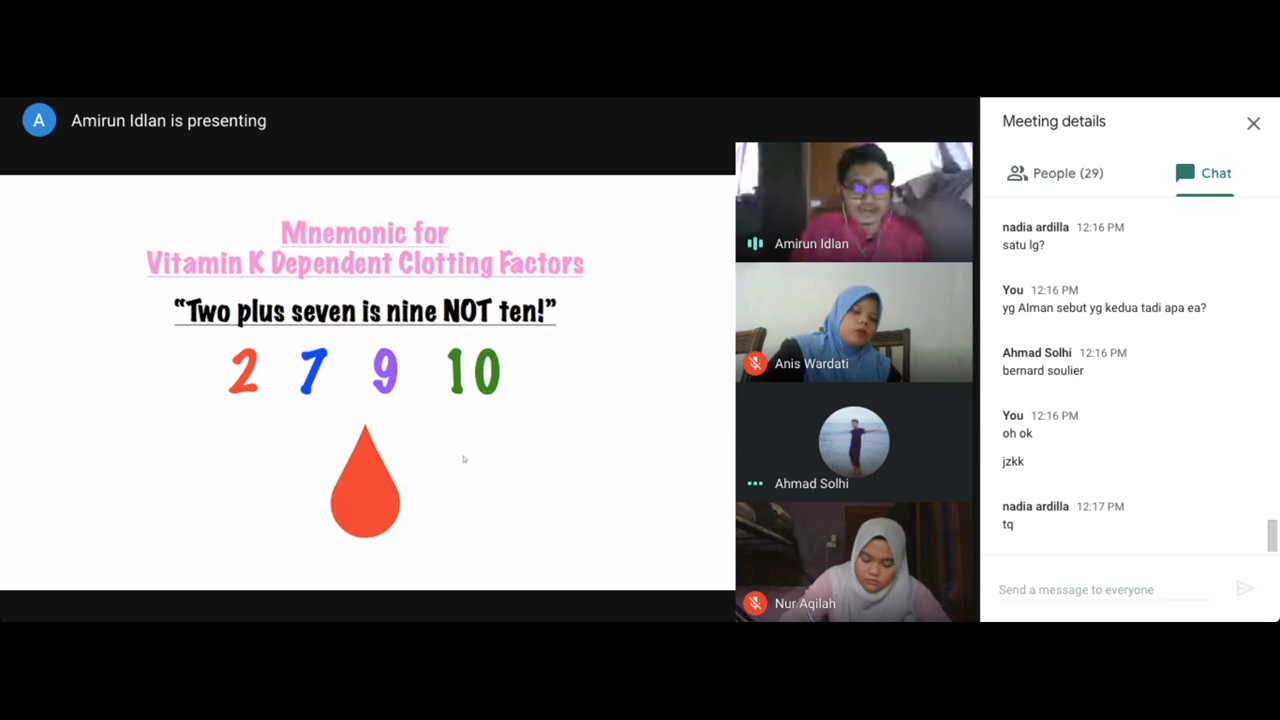 A
Amirun Idlan is presenting
Mnemonic for
Vitamin K Dependent Clotting Factors
“Two plus seven is nine NOT ten!”
2 7 9 10
Amirun Idlan
Anis Wardati
Ahmad Solhi
Nur Aqilah
Meeting details
People (29)
Chat
nadia ardilla 12:16 PM
satu lg?
You 12:16 PM
yg Alman sebut yg kedua tadi apa ea?
Ahmad Solhi 12:16 PM
bernard soulier
You 12:16 PM
oh ok
jzkk
nadia ardilla 12:17 PM
tq
Send a message to everyone